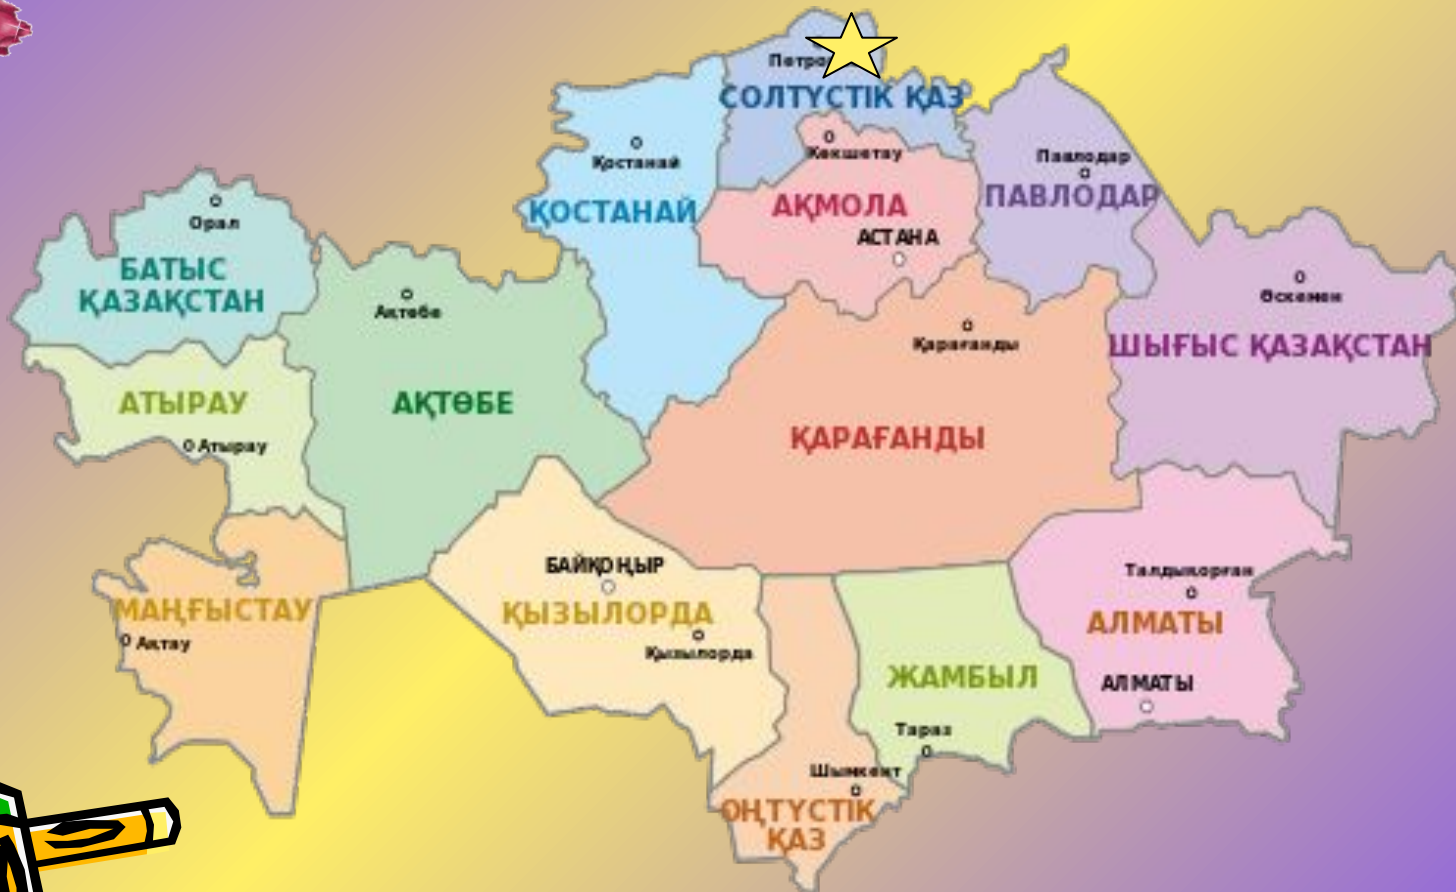 Петро
СОЛТҮСТІК ҚАЗ
Көкшетау
Қостанай
ҚОСТАНАЙ
АҚМОЛА
АСТАНА
Павлодар
ПАВЛОДАР
Орал
БАТЫС
ҚАЗАҚСТАН
Ақтөбе
АҚТӨБЕ
Қарағанды
ҚАРАҒАНДЫ
Өскемен
ШЫҒЫС ҚАЗАҚСТАН
АТЫРАУ
Атырау
МАҢҒЫСТАУ
Ақтау
БАЙҚОҢЫР
ҚЫЗЫЛОРДА
Қызылорда
Талдықорған
АЛМАТЫ
АЛМАТЫ
ЖАМБЫЛ
Тараз
Шымкент
ОҢТҮСТІК
ҚАЗ